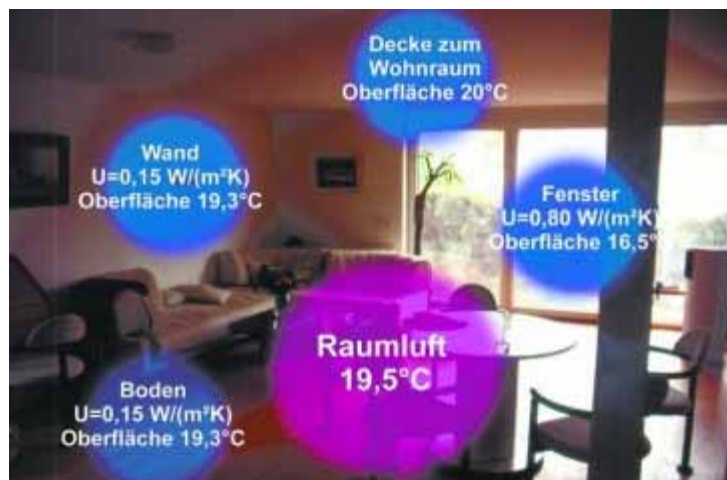 Decke zum
Wohnraum
Oberfläche 20°C
Wand
U=0,15 W/(m²K)
Oberfläche 19,3°C
Fenster
U=0,80 W/(m²K)
Oberfläche 16,5°
Raumluft
19,5°C
Boden
U=0,15 W/(m²K)
Oberfläche 19,3°C